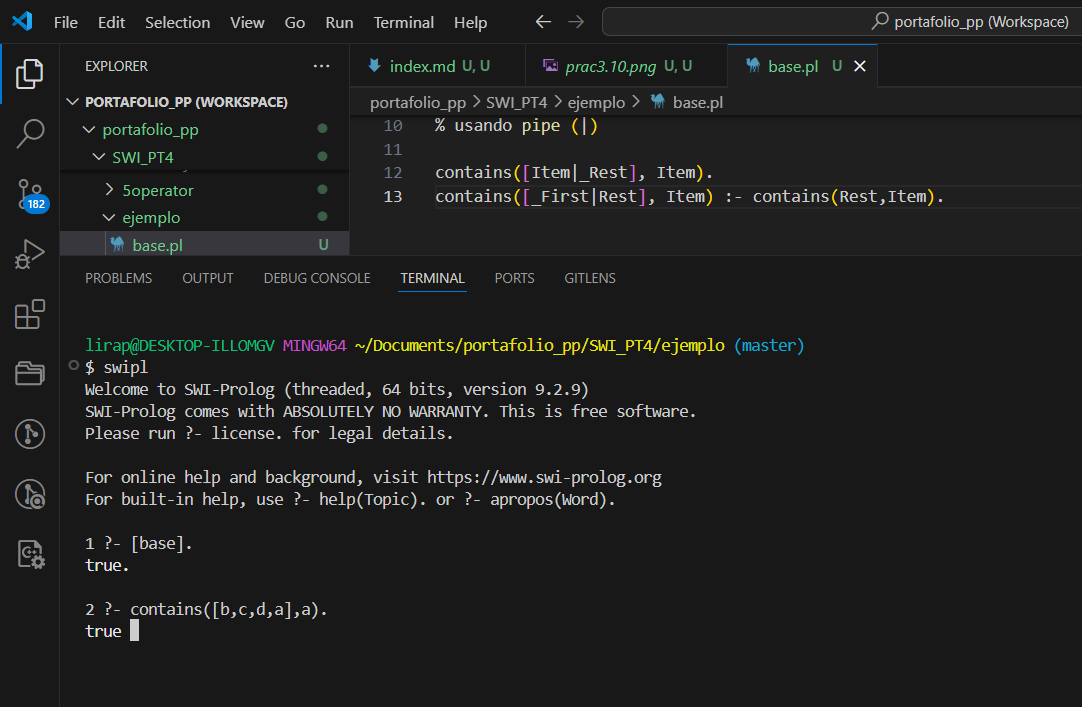 File Edit Selection View Go Run Terminal Help
portafolio_pp (Workspace)
EXPLORER
PORTAFOLIO_PP (WORKSPACE)
portafolio_pp
SWI_PT4
5operator
ejemplo
base.pl U
182
index.md U, U
prac3.10.png U, U
base.pl U
portafolio_pp > SWI_PT4 > ejemplo > base.pl
10 % usando pipe (|)
11
12 contains([Item|_Rest], Item).
13 contains([_First|Rest], Item) :- contains(Rest,Item).
PROBLEMS OUTPUT DEBUG CONSOLE TERMINAL PORTS GITLENS
lirap@DESKTOP-ILLOMGV MINGW64 ~/Documents/portafolio_pp/SWI_PT4/ejemplo (master)
$ swipl
Welcome to SWI-Prolog (threaded, 64 bits, version 9.2.9)
SWI-Prolog comes with ABSOLUTELY NO WARRANTY. This is free software.
Please run ?- license. for legal details.
For online help and background, visit https://www.swi-prolog.org
For built-in help, use ?- help(Topic). or ?- apropos(Word).
1 ?- [base].
true.
2 ?- contains([b,c,d,a],a).
true